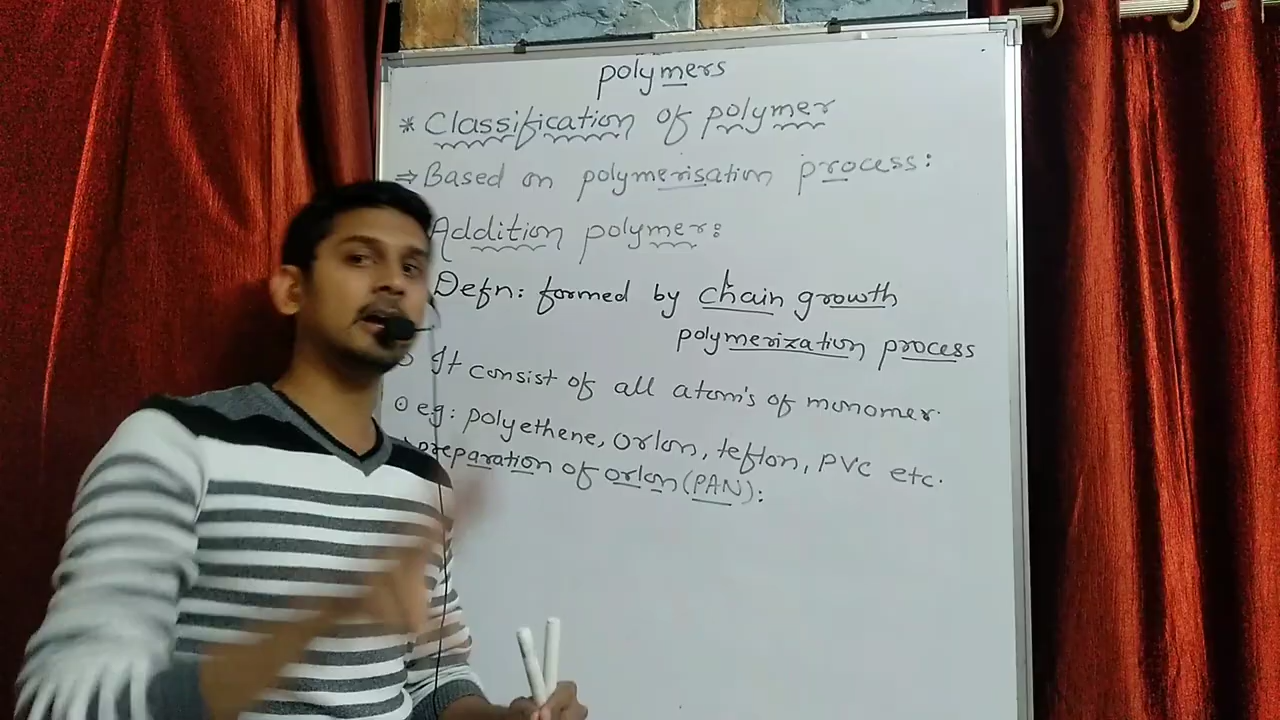 polymers
* Classification of polymer
⇒ Based on polymerisation process:
Addition polymer:
Defn: formed by chain growth
polymerization process
o It consist of all atom's of monomer.
o eg: polyethene, orlon, teflon, PVC etc.
preparation of orlon (PAN):